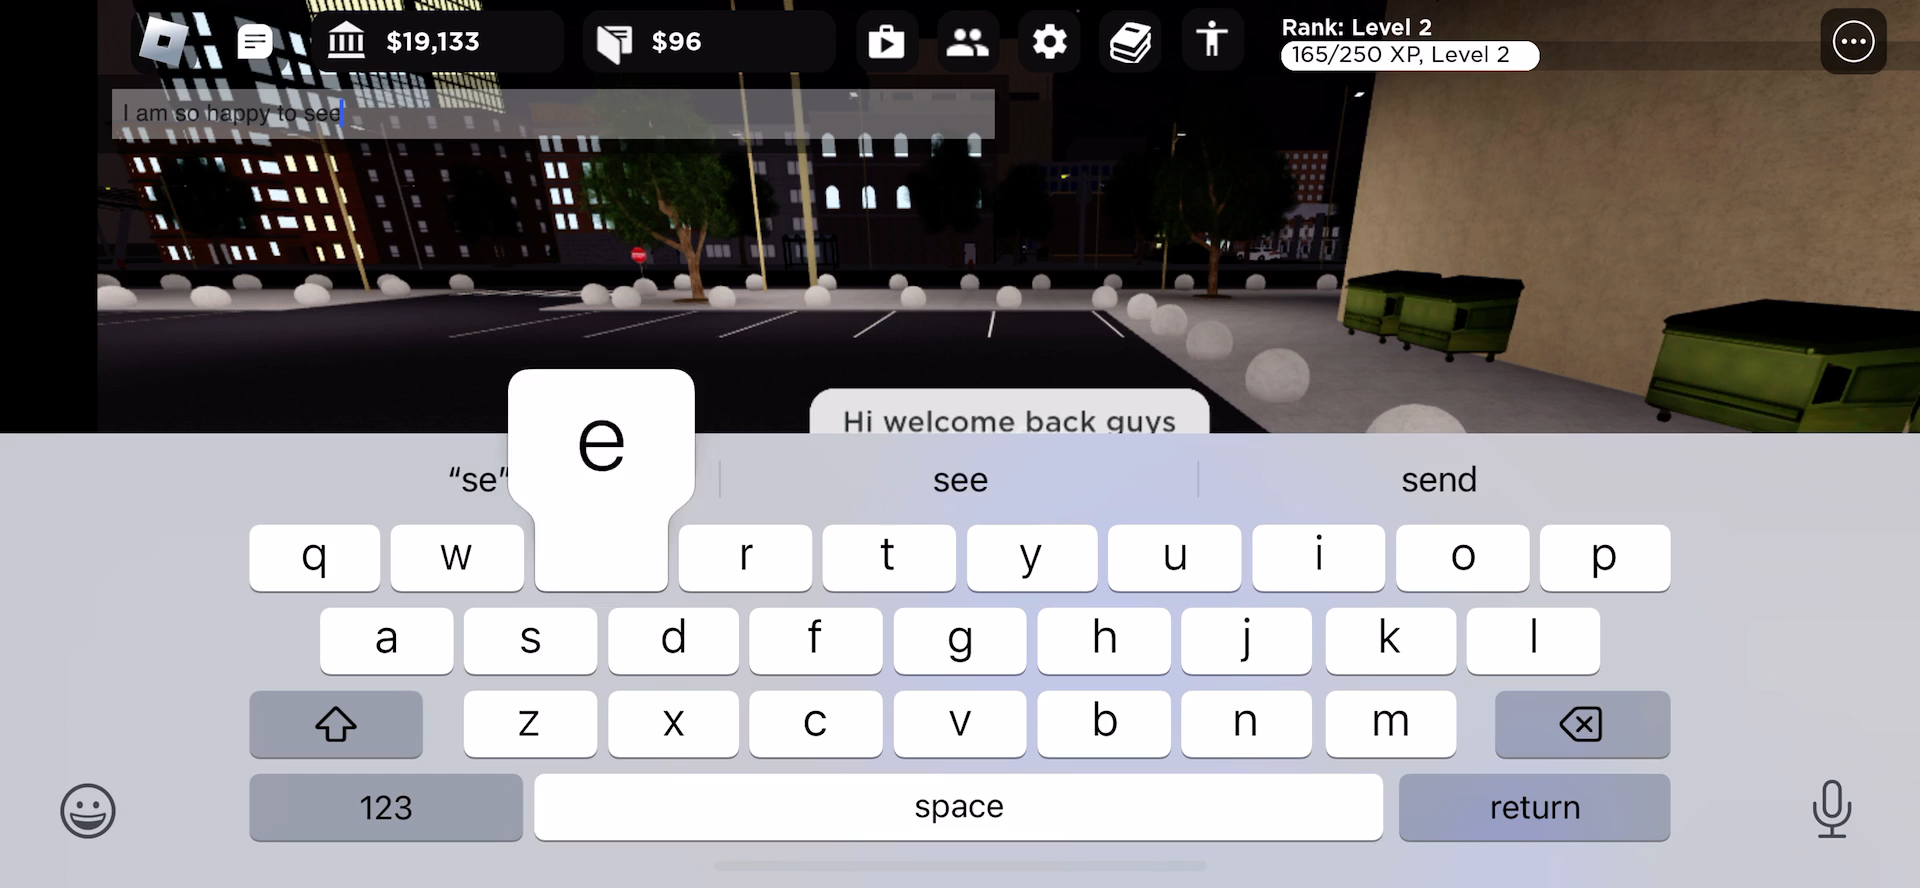 $19,133
$96
Rank: Level 2
165/250 XP, Level 2
I am so happy to see
Hi welcome back guys
e
“se”
see
send
q w r t y u i o p
a s d f g h j k l
z x c v b n m
123
space
return